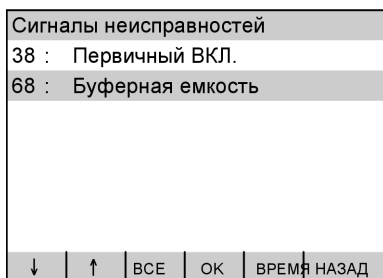 Сигналы неисправностей
38 : Первичный ВКЛ.
68 : Буферная емкость
↓ ↑ ВСЕ OK ВРЕМЯ НАЗАД